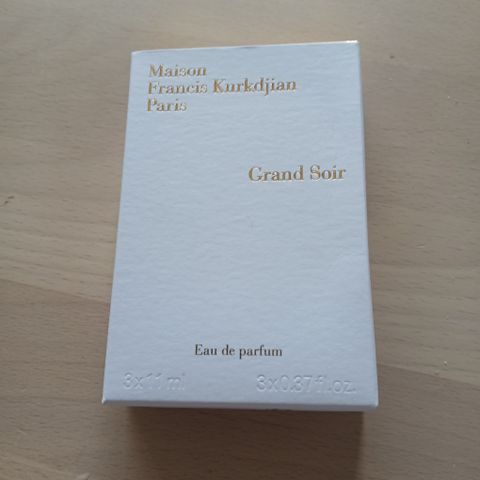 Maison
Francis Kurkdjian
Paris
Grand Soir
Eau de parfum
3x11 ml 3x0.37 fl.oz.